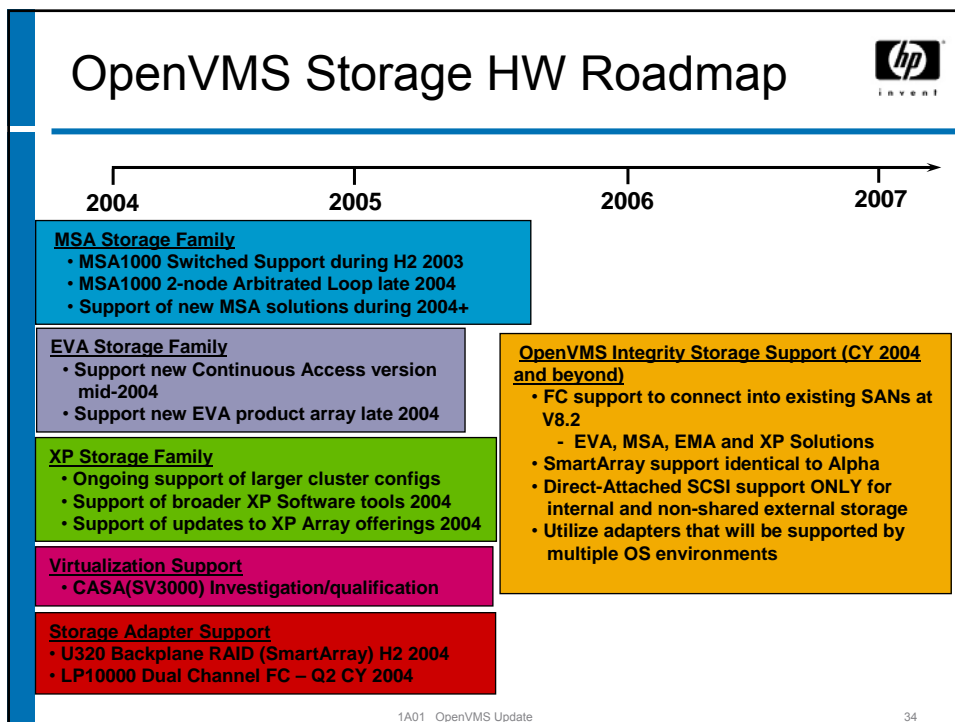 OpenVMS Storage HW Roadmap
hp
invent
2004
2005
2006
2007
MSA Storage Family
• MSA1000 Switched Support during H2 2003
• MSA1000 2-node Arbitrated Loop late 2004
• Support of new MSA solutions during 2004+
EVA Storage Family
• Support new Continuous Access version
mid-2004
• Support new EVA product array late 2004
XP Storage Family
• Ongoing support of larger cluster configs
• Support of broader XP Software tools 2004
• Support of updates to XP Array offerings 2004
Virtualization Support
• CASA(SV3000) Investigation/qualification
Storage Adapter Support
• U320 Backplane RAID (SmartArray) H2 2004
• LP10000 Dual Channel FC – Q2 CY 2004
OpenVMS Integrity Storage Support (CY 2004
and beyond)
• FC support to connect into existing SANs at
V8.2
- EVA, MSA, EMA and XP Solutions
• SmartArray support identical to Alpha
• Direct-Attached SCSI support ONLY for
internal and non-shared external storage
• Utilize adapters that will be supported by
multiple OS environments
1A01 OpenVMS Update
34